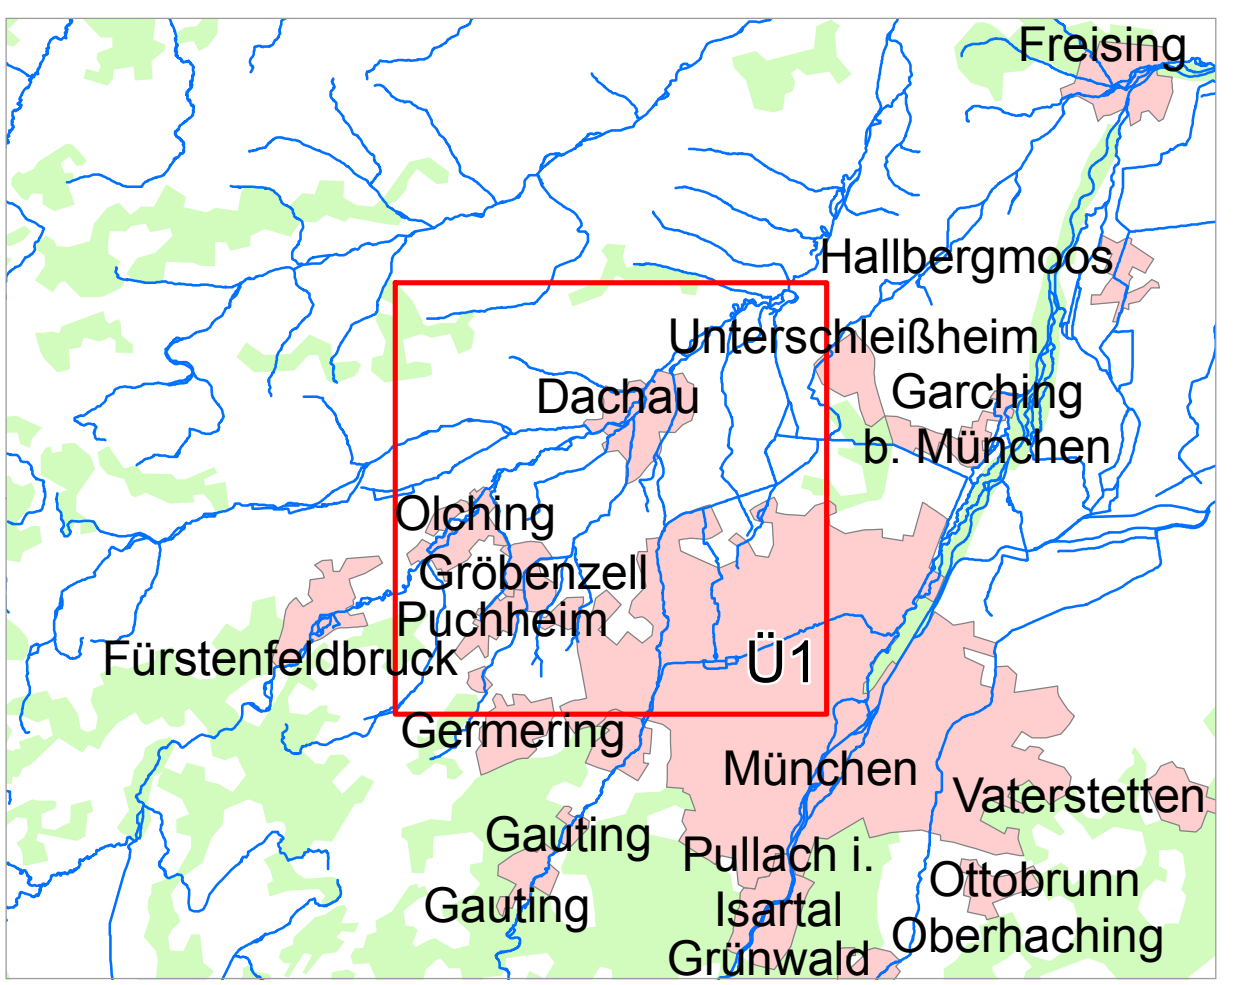 Freising
Hallbergmoos
Unterschleißheim
Dachau
Garching
b. München
Olching
Gröbenzell
Puchheim
Fürstenfeldbruck
Ü1
Germering
München
Vaterstetten
Gauting
Pullach i.
Isartal
Ottobrunn
Gauting
Oberhaching
Grünwald